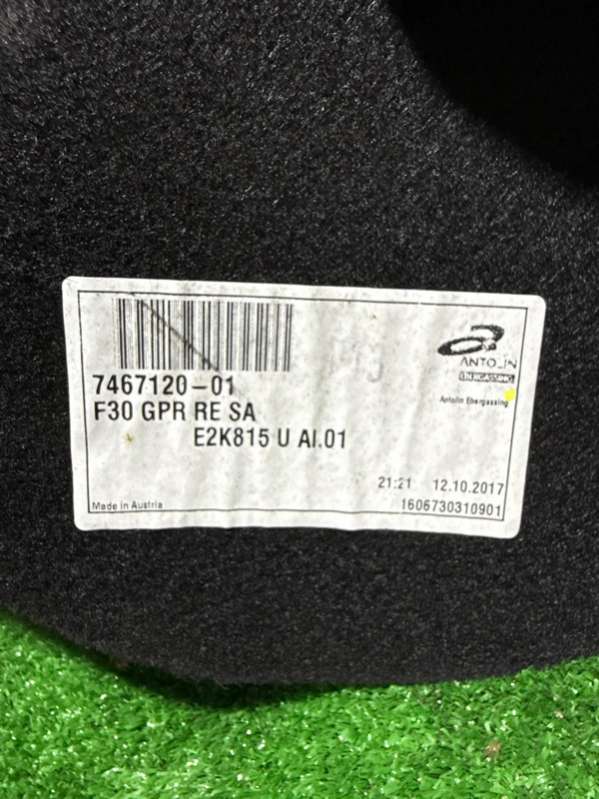 7467120-01
F30 GPR RE SA
E2K815 U AI.01
ANTOLIN
EBERGASSING
Antolin Ebergassing
21:21 12.10.2017
Made in Austria
1606730310901